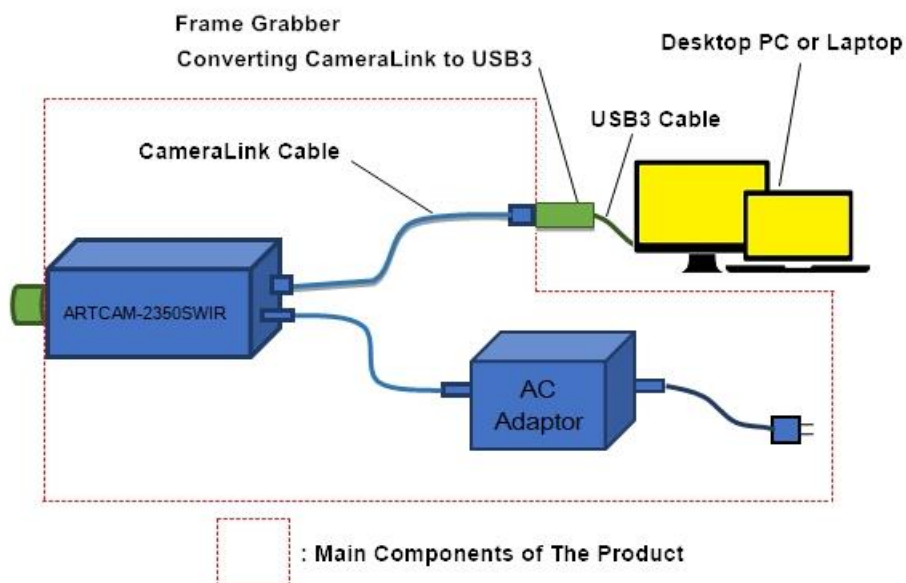 Frame Grabber
Converting CameraLink to USB3
Desktop PC or Laptop
USB3 Cable
CameraLink Cable
ARTCAM-2350SWIR
AC
Adaptor
: Main Components of The Product